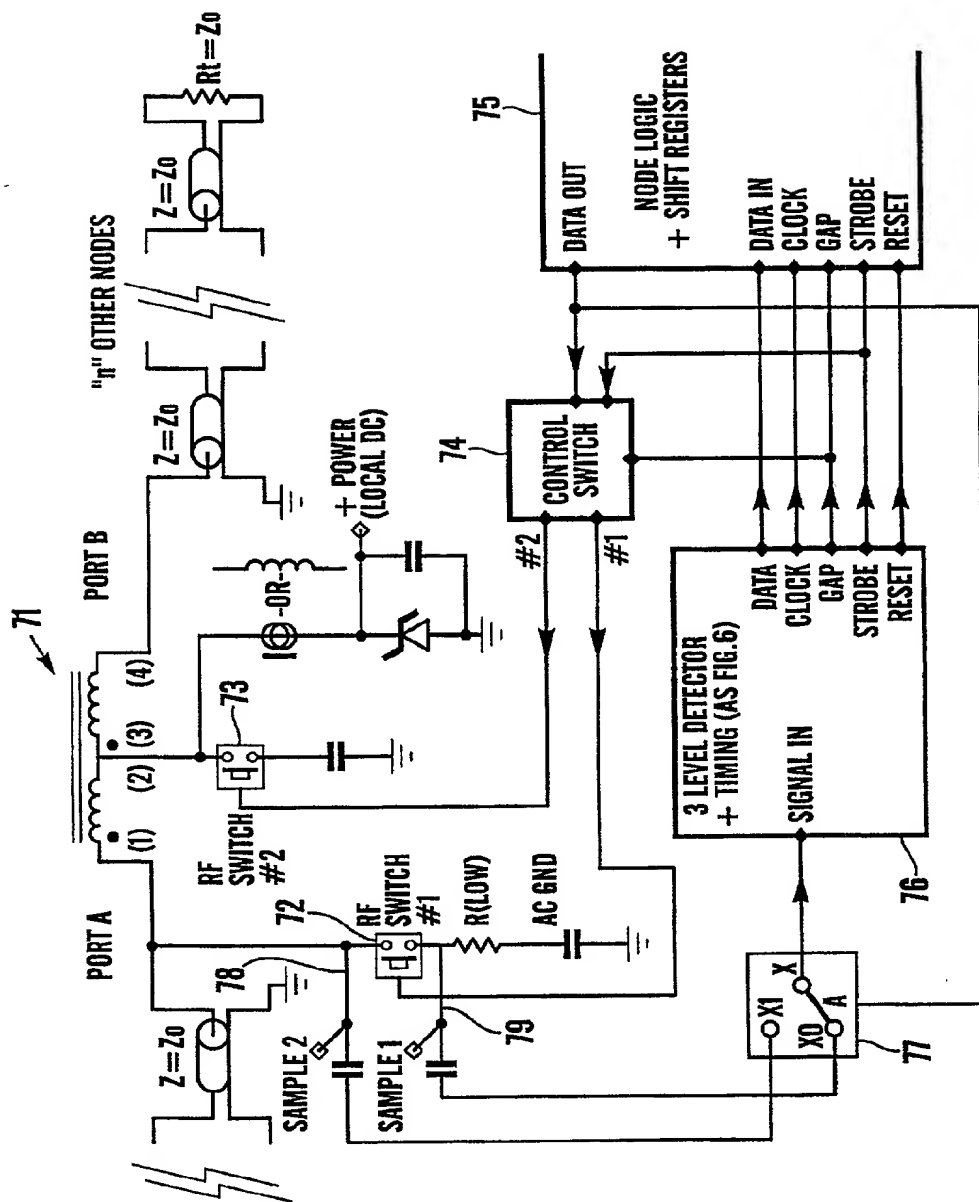 71
PORT A
PORT B
"n" OTHER NODES
Z=Zo
Z=Zo
Z=Zo
Rt=Zo
(1)
(2)
(3)
(4)
73
RF
SWITCH
#2
-OR-
+ POWER
(LOCAL DC)
78
72
RF
SWITCH
#1
R(LOW)
AC GND
79
SAMPLE 2
SAMPLE 1
74
CONTROL
SWITCH
#2
#1
75
DATA OUT
NODE LOGIC
+ SHIFT REGISTERS
DATA IN
CLOCK
GAP
STROBE
RESET
3 LEVEL DETECTOR
+ TIMING (AS FIG.6)
SIGNAL IN
DATA
CLOCK
GAP
STROBE
RESET
76
X1
X
X0
A
77